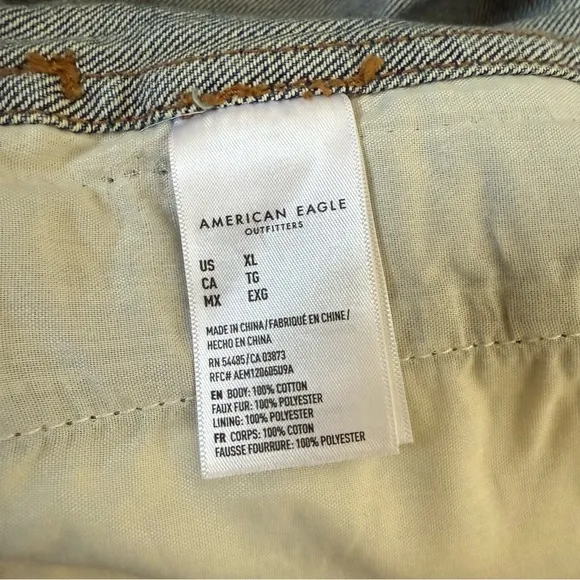 AMERICAN EAGLE
OUTFITTERS
US XL
CA TG
MX EXG
MADE IN CHINA/FABRIQUÉ EN CHINE/
HECHO EN CHINA
RN 54485/CA 03873
RFC# AEM120605U9A
EN BODY: 100% COTTON
FAUX FUR: 100% POLYESTER
LINING: 100% POLYESTER
FR CORPS: 100% COTON
FAUSSE FOURRURE: 100% POLYESTER